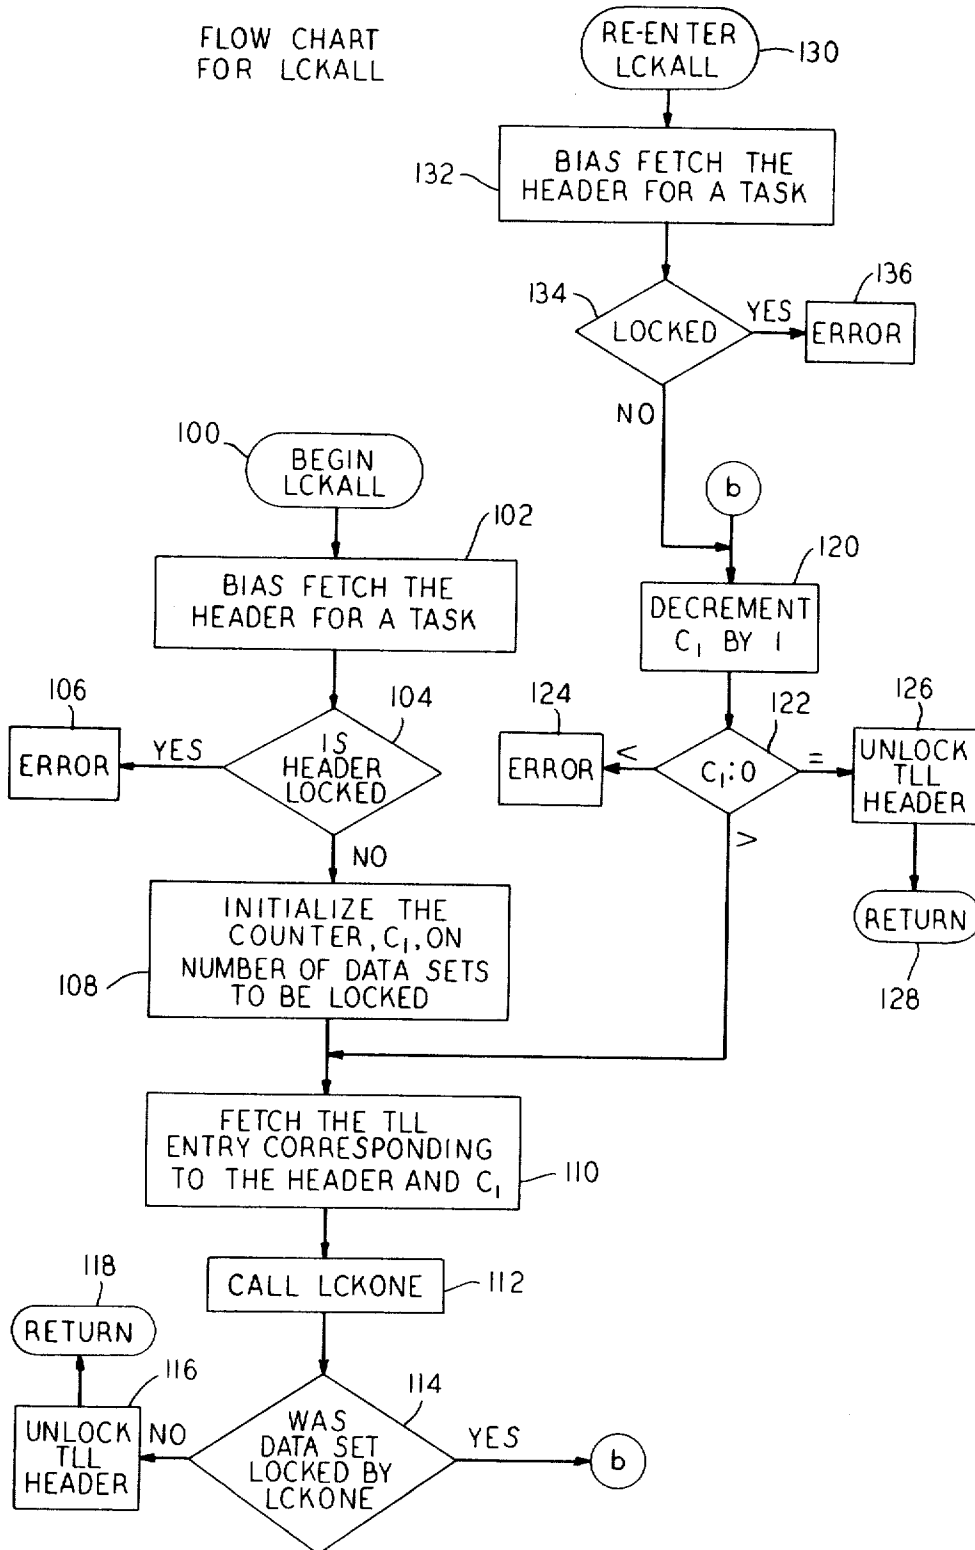 FLOW CHART
FOR LCKALL
RE-ENTER
LCKALL
130
132
BIAS FETCH THE
HEADER FOR A TASK
134
LOCKED
YES
136
ERROR
NO
b
100
BEGIN
LCKALL
102
BIAS FETCH THE
HEADER FOR A TASK
120
DECREMENT
C₁ BY 1
106
ERROR
YES
104
IS
HEADER
LOCKED
NO
124
ERROR
<
122
C₁:0
=
>
126
UNLOCK
TLL
HEADER
RETURN
128
108
INITIALIZE THE
COUNTER, C₁, ON
NUMBER OF DATA SETS
TO BE LOCKED
FETCH THE TLL
ENTRY CORRESPONDING
TO THE HEADER AND C₁
110
CALL LCKONE
112
118
RETURN
116
UNLOCK
TLL
HEADER
NO
114
WAS
DATA SET
LOCKED BY
LCKONE
YES
b